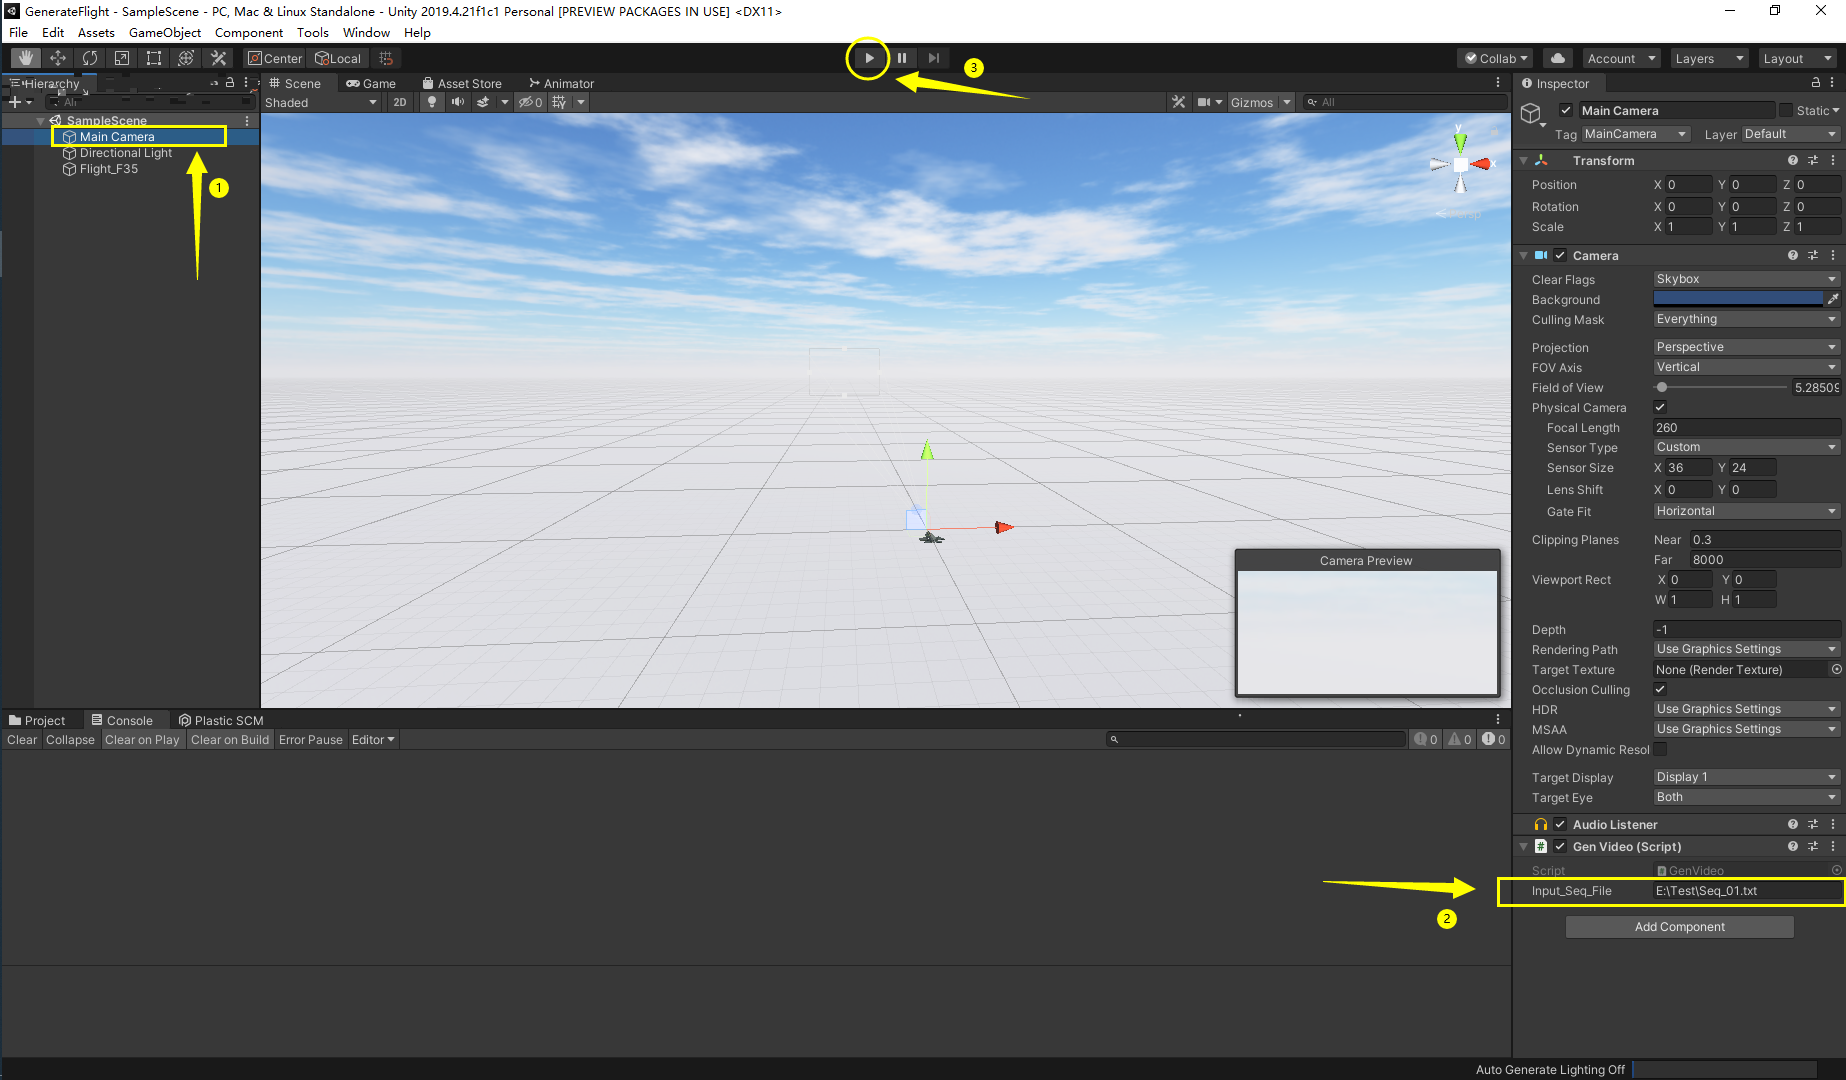 GenerateFlight - SampleScene - PC, Mac & Linux Standalone - Unity 2019.4.21f1c1 Personal [PREVIEW PACKAGES IN USE] <DX11>
File Edit Assets GameObject Component Tools Window Help
Center Local Collab Account Layers Layout
3
Hierarchy
All
SampleScene
Main Camera
Directional Light
Flight_F35
1
Scene Game Asset Store Animator
Shaded 2D 0 Gizmos All
y
x
Camera Preview
Project Console Plastic SCM
Clear Collapse Clear on Play Clear on Build Error Pause Editor 0 0 0
Inspector
Main Camera Static
Tag MainCamera Layer Default
Transform
Position X 0 Y 0 Z 0
Rotation X 0 Y 0 Z 0
Scale X 1 Y 1 Z 1
Camera
Clear Flags Skybox
Background
Culling Mask Everything
Projection Perspective
FOV Axis Vertical
Field of View 5.28509
Physical Camera
Focal Length 260
Sensor Type Custom
Sensor Size X 36 Y 24
Lens Shift X 0 Y 0
Gate Fit Horizontal
Clipping Planes Near 0.3
Far 8000
Viewport Rect X 0 Y 0
W 1 H 1
Depth -1
Rendering Path Use Graphics Settings
Target Texture None (Render Texture)
Occlusion Culling
HDR Use Graphics Settings
MSAA Use Graphics Settings
Allow Dynamic Resol
Target Display Display 1
Target Eye Both
Audio Listener
# Gen Video (Script)
Script GenVideo
Input_Seq_File E:\Test\Seq_01.txt
2
Add Component
Auto Generate Lighting Off